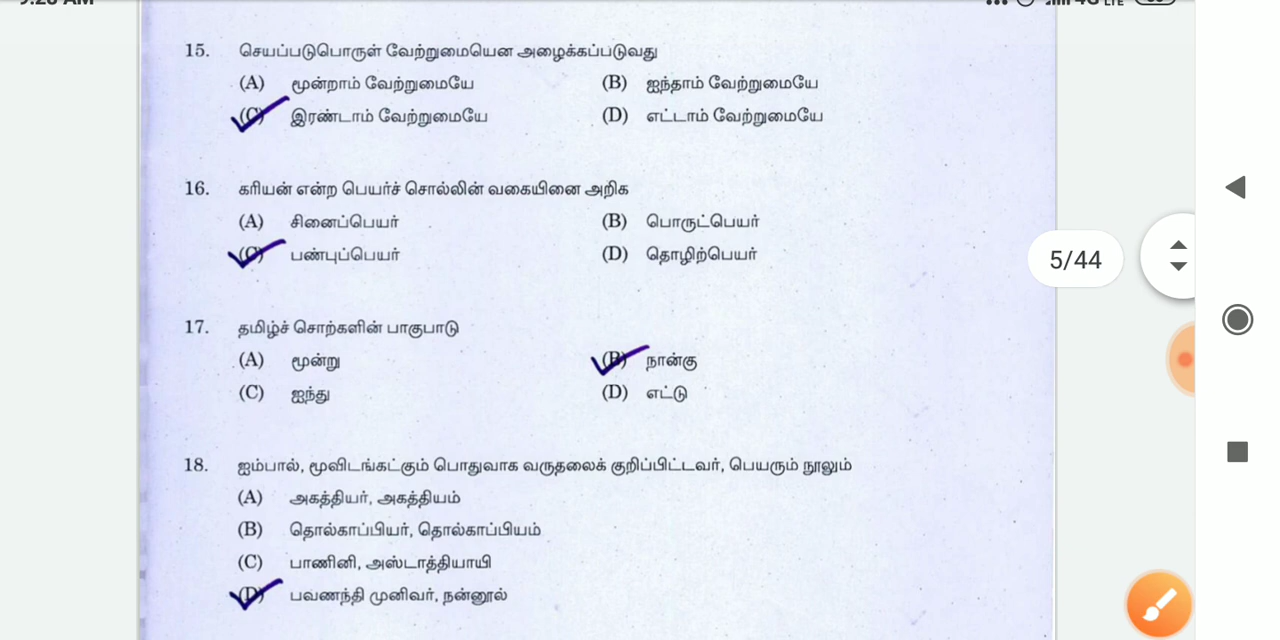 15. செயப்படுபொருள் வேற்றுமையென அழைக்கப்படுவது
(A) மூன்றாம் வேற்றுமையே (B) ஐந்தாம் வேற்றுமையே
(C) இரண்டாம் வேற்றுமையே (D) எட்டாம் வேற்றுமையே
16. கரியன் என்ற பெயர்ச் சொல்லின் வகையினை அறிக
(A) சினைப்பெயர் (B) பொருட்பெயர்
(C) பண்புப்பெயர் (D) தொழிற்பெயர்
5/44
17. தமிழ்ச் சொற்களின் பாகுபாடு
(A) மூன்று (B) நான்கு
(C) ஐந்து (D) எட்டு
18. ஐம்பால், மூவிடங்கட்கும் பொதுவாக வருதலைக் குறிப்பிட்டவர், பெயரும் நூலும்
(A) அகத்தியர், அகத்தியம்
(B) தொல்காப்பியர், தொல்காப்பியம்
(C) பாணினி, அஸ்டாத்தியாயி
(D) பவணந்தி முனிவர், நன்னூல்